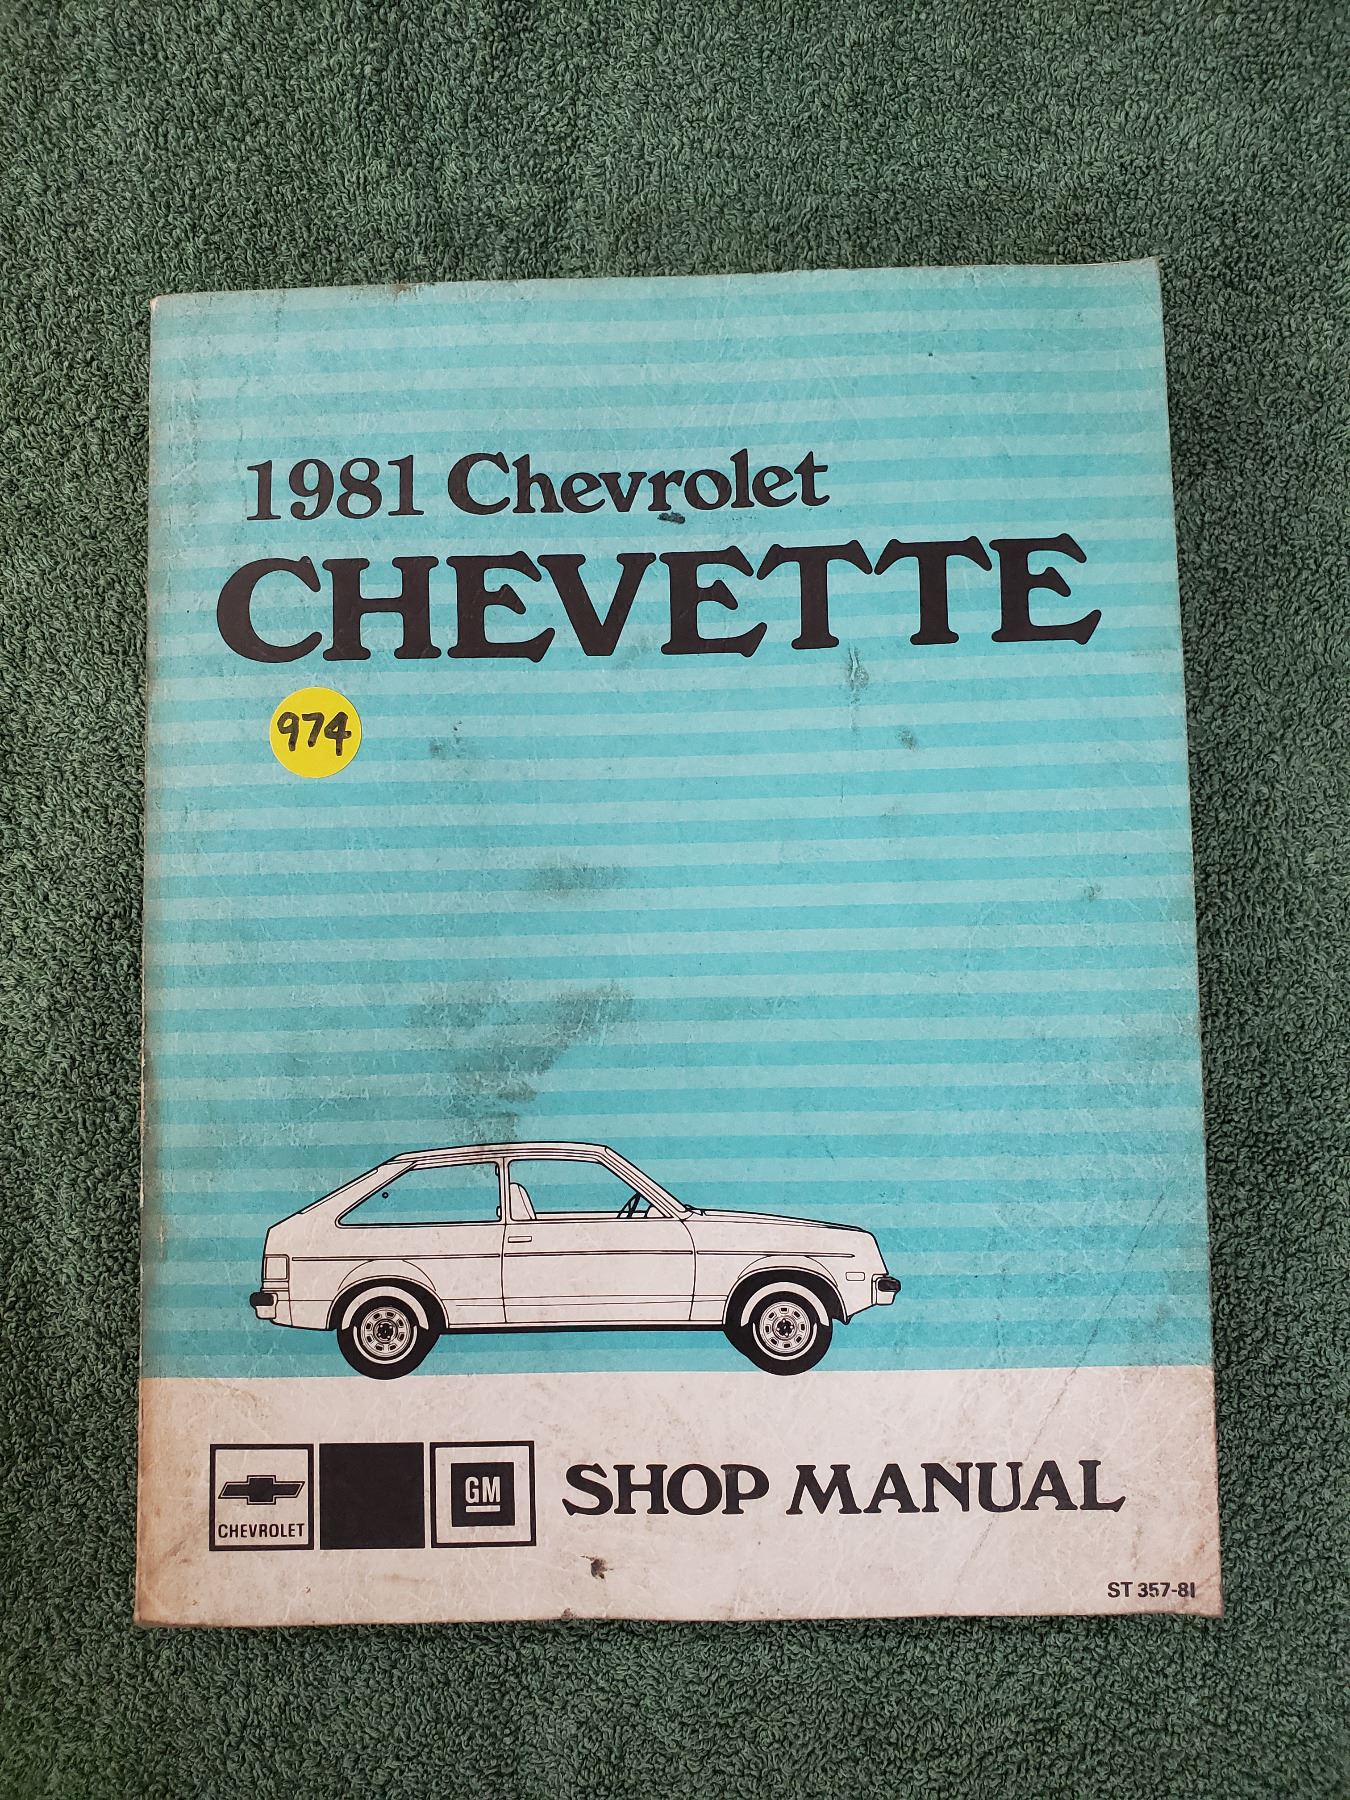 1981 Chevrolet
CHEVETTE
974
CHEVROLET
GM
SHOP MANUAL
ST 357-81